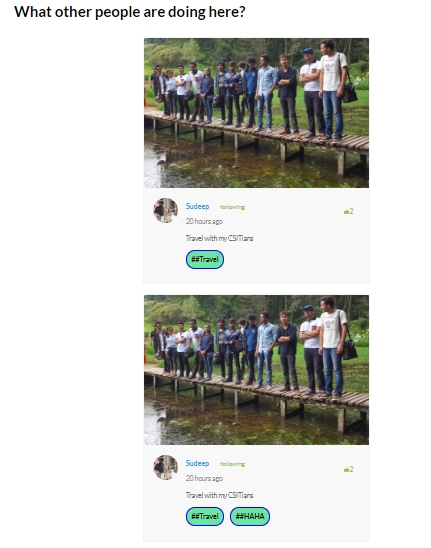 What other people are doing here?
Sudeep following
2
20 hours ago
Travel with my CSITians
##Travel
Sudeep following
2
20 hours ago
Travel with my CSITians
##Travel ##HAHA